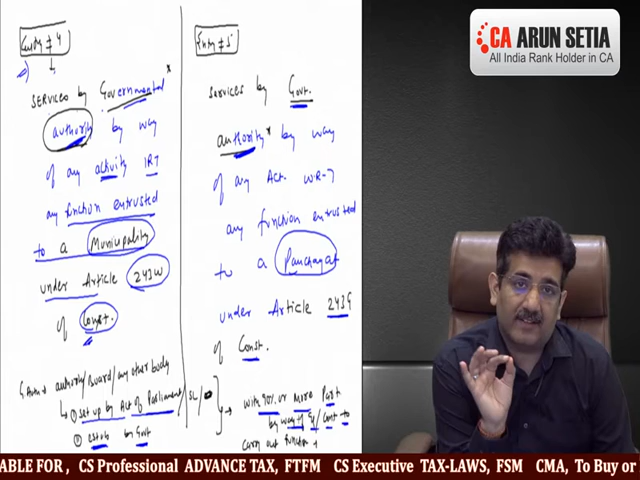 Entry # 4
SERVICES by Governmental*
authority by way
of any activity IRT
any function entrusted
to a Municipality
under Article 243W
of Const.
GAuth → authority/Board/any other body
→ ① set up by Act of Parliament / SL /
① estab by Govt
Entry # 5
Services by Govt.
authority* by way
of any Act. W-R-T
any function entrusted
to a Panchayat
under Article 243G
of Const.
→ with 90% or more Part
by way of Eq / Cont to
carry out function
CA ARUN SETIA
All India Rank Holder in CA
ABLE FOR , CS Professional ADVANCE TAX, FTFM CS Executive TAX-LAWS, FSM CMA, To Buy or